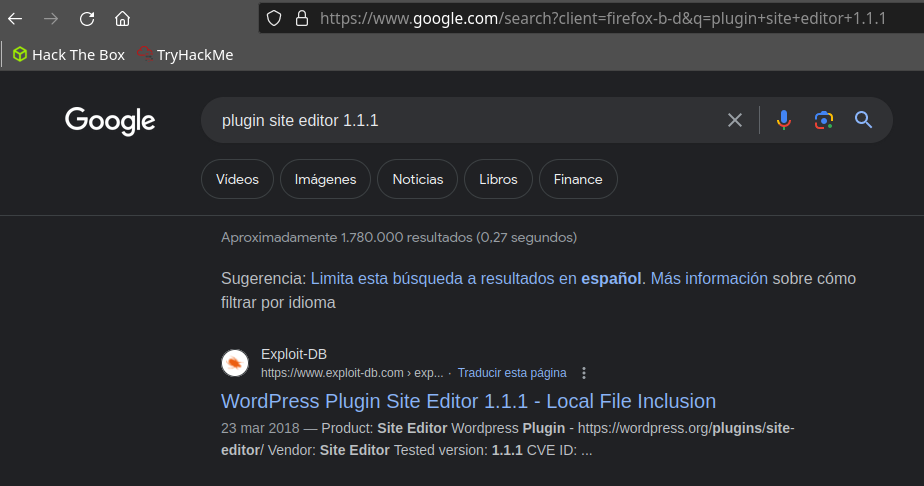 https://www.google.com/search?client=firefox-b-d&q=plugin+site+editor+1.1.1
Hack The Box TryHackMe
Google plugin site editor 1.1.1
Videos Imágenes Noticias Libros Finance
Aproximadamente 1.780.000 resultados (0,27 segundos)
Sugerencia: Limita esta búsqueda a resultados en español. Más información sobre cómo
filtrar por idioma
Exploit-DB
https://www.exploit-db.com › exp... · Traducir esta página
WordPress Plugin Site Editor 1.1.1 - Local File Inclusion
23 mar 2018 — Product: Site Editor Wordpress Plugin - https://wordpress.org/plugins/site-
editor/ Vendor: Site Editor Tested version: 1.1.1 CVE ID: ...